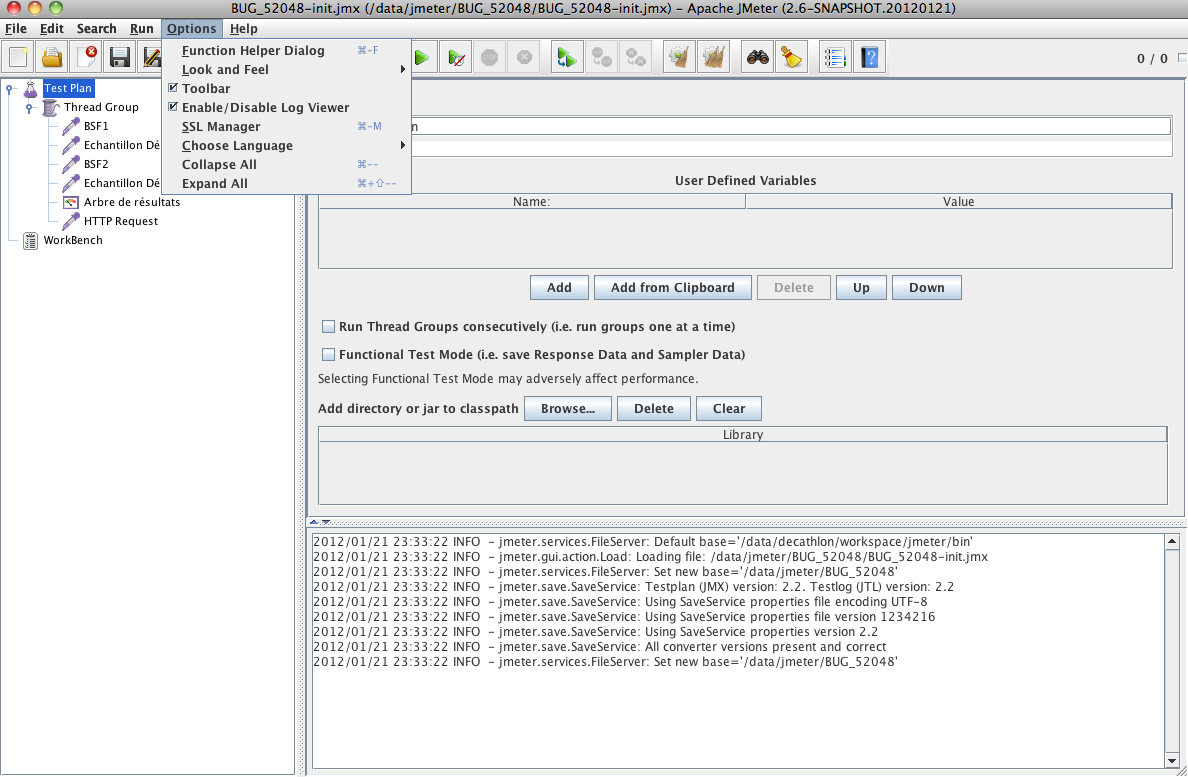 BUG_52048-init.jmx (/data/jmeter/BUG_52048/BUG_52048-init.jmx) - Apache JMeter (2.6-SNAPSHOT.20120121)
File Edit Search Run Options Help
0 / 0
Function Helper Dialog ⌘-F
Look and Feel
Toolbar
Enable/Disable Log Viewer
SSL Manager ⌘-M
Choose Language
Collapse All ⌘--
Expand All ⌘+⇧--
Test Plan
Thread Group
BSF1
Echantillon Dé
BSF2
Echantillon Dé
Arbre de résultats
HTTP Request
WorkBench
n
User Defined Variables
Name: Value
Add Add from Clipboard Delete Up Down
Run Thread Groups consecutively (i.e. run groups one at a time)
Functional Test Mode (i.e. save Response Data and Sampler Data)
Selecting Functional Test Mode may adversely affect performance.
Add directory or jar to classpath Browse... Delete Clear
Library
2012/01/21 23:33:22 INFO - jmeter.services.FileServer: Default base='/data/decathlon/workspace/jmeter/bin'
2012/01/21 23:33:22 INFO - jmeter.gui.action.Load: Loading file: /data/jmeter/BUG_52048/BUG_52048-init.jmx
2012/01/21 23:33:22 INFO - jmeter.services.FileServer: Set new base='/data/jmeter/BUG_52048'
2012/01/21 23:33:22 INFO - jmeter.save.SaveService: Testplan (JMX) version: 2.2. Testlog (JTL) version: 2.2
2012/01/21 23:33:22 INFO - jmeter.save.SaveService: Using SaveService properties file encoding UTF-8
2012/01/21 23:33:22 INFO - jmeter.save.SaveService: Using SaveService properties file version 1234216
2012/01/21 23:33:22 INFO - jmeter.save.SaveService: Using SaveService properties version 2.2
2012/01/21 23:33:22 INFO - jmeter.save.SaveService: All converter versions present and correct
2012/01/21 23:33:22 INFO - jmeter.services.FileServer: Set new base='/data/jmeter/BUG_52048'